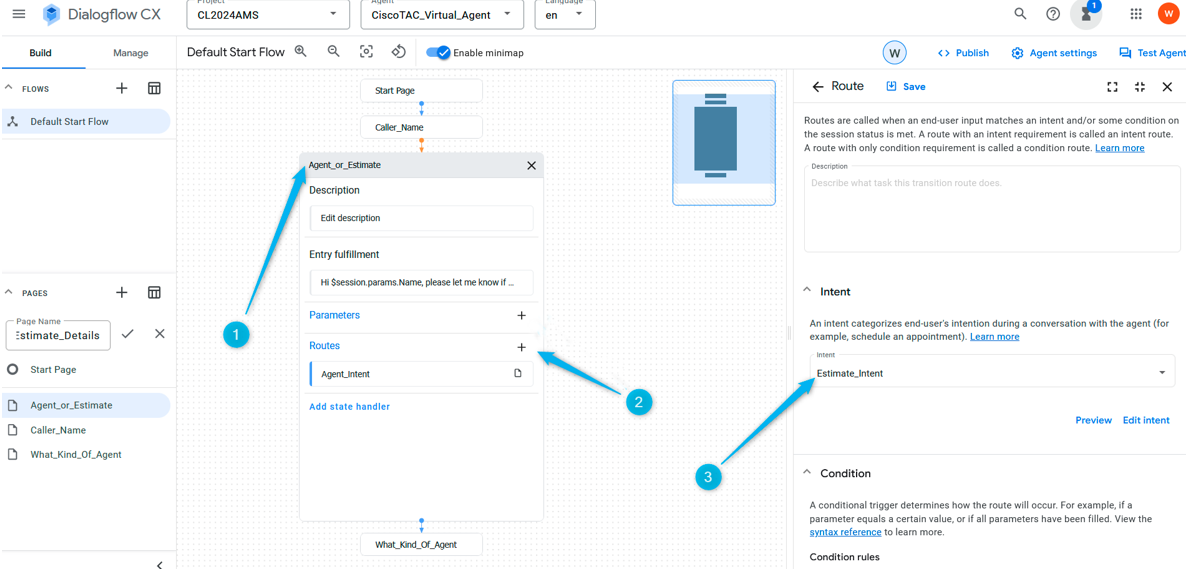 Dialogflow CX
Project
CL2024AMS
Agent
CiscoTAC_Virtual_Agent
Language
en
1
W
Build
Manage
Default Start Flow
Enable minimap
W
Publish
Agent settings
Test Agent
FLOWS
Default Start Flow
Start Page
Caller_Name
Agent_or_Estimate
Description
Edit description
Entry fulfillment
Hi $session.params.Name, please let me know if ...
Parameters
Routes
Agent_Intent
Add state handler
What_Kind_Of_Agent
1
2
3
PAGES
Page Name
Estimate_Details
Start Page
Agent_or_Estimate
Caller_Name
What_Kind_Of_Agent
Route
Save
Routes are called when an end-user input matches an intent and/or some condition on
the session status is met. A route with an intent requirement is called an intent route.
A route with only condition requirement is called a condition route. Learn more
Description
Describe what task this transition route does.
Intent
An intent categorizes end-user's intention during a conversation with the agent (for
example, schedule an appointment). Learn more
Intent
Estimate_Intent
Preview
Edit intent
Condition
A conditional trigger determines how the route will occur. For example, if a
parameter equals a certain value, or if all parameters have been filled. View the
syntax reference to learn more.
Condition rules